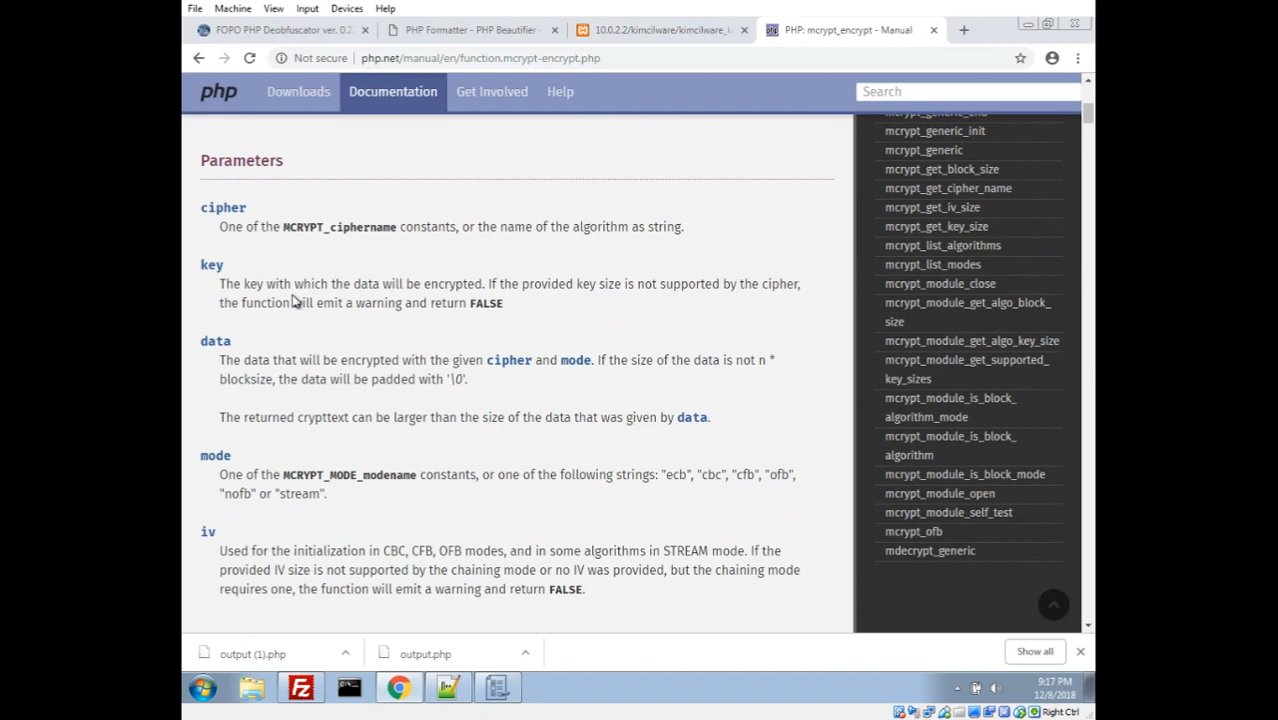 File Machine View Input Devices Help
FOPO PHP Deobfuscator ver. 0.2
PHP Formatter - PHP Beautifier -
10.0.2.2/kimcilware/kimcilware_
PHP: mcrypt_encrypt - Manual
Not secure php.net/manual/en/function.mcrypt-encrypt.php
php Downloads Documentation Get Involved Help Search
Parameters
cipher
One of the MCRYPT_ciphername constants, or the name of the algorithm as string.
key
The key with which the data will be encrypted. If the provided key size is not supported by the cipher,
the function will emit a warning and return FALSE
data
The data that will be encrypted with the given cipher and mode. If the size of the data is not n *
blocksize, the data will be padded with '\0'.
The returned crypttext can be larger than the size of the data that was given by data.
mode
One of the MCRYPT_MODE_modename constants, or one of the following strings: "ecb", "cbc", "cfb", "ofb",
"nofb" or "stream".
iv
Used for the initialization in CBC, CFB, OFB modes, and in some algorithms in STREAM mode. If the
provided IV size is not supported by the chaining mode or no IV was provided, but the chaining mode
requires one, the function will emit a warning and return FALSE.
mcrypt_generic_end
mcrypt_generic_init
mcrypt_generic
mcrypt_get_block_size
mcrypt_get_cipher_name
mcrypt_get_iv_size
mcrypt_get_key_size
mcrypt_list_algorithms
mcrypt_list_modes
mcrypt_module_close
mcrypt_module_get_algo_block_
size
mcrypt_module_get_algo_key_size
mcrypt_module_get_supported_
key_sizes
mcrypt_module_is_block_
algorithm_mode
mcrypt_module_is_block_
algorithm
mcrypt_module_is_block_mode
mcrypt_module_open
mcrypt_module_self_test
mcrypt_ofb
mdecrypt_generic
output (1).php
output.php
Show all
9:17 PM
12/8/2018
Right Ctrl